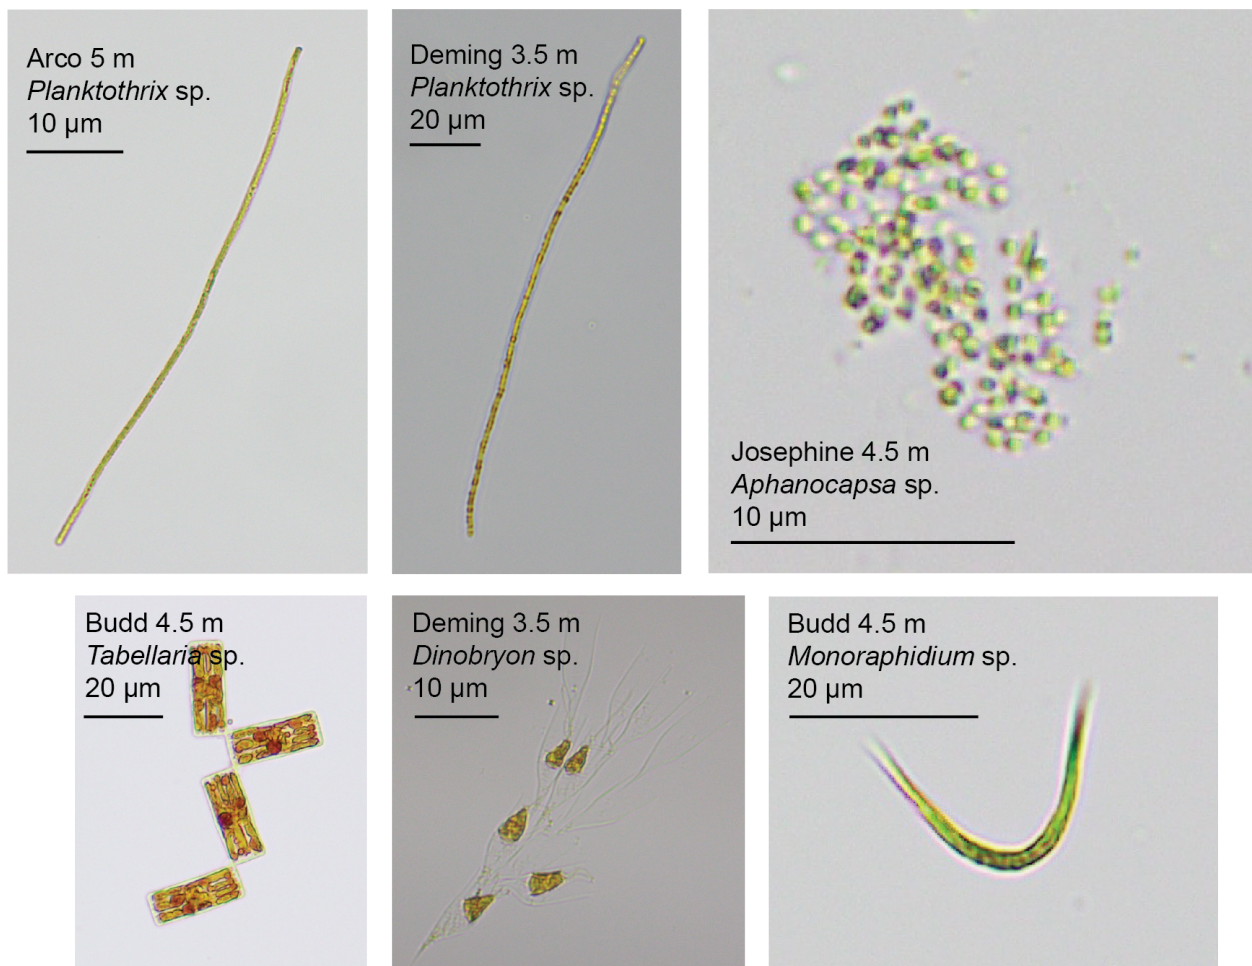 Arco 5 m
Planktothrix sp.
10 µm
Deming 3.5 m
Planktothrix sp.
20 µm
Josephine 4.5 m
Aphanocapsa sp.
10 µm
Budd 4.5 m
Tabellaria sp.
20 µm
Deming 3.5 m
Dinobryon sp.
10 µm
Budd 4.5 m
Monoraphidium sp.
20 µm